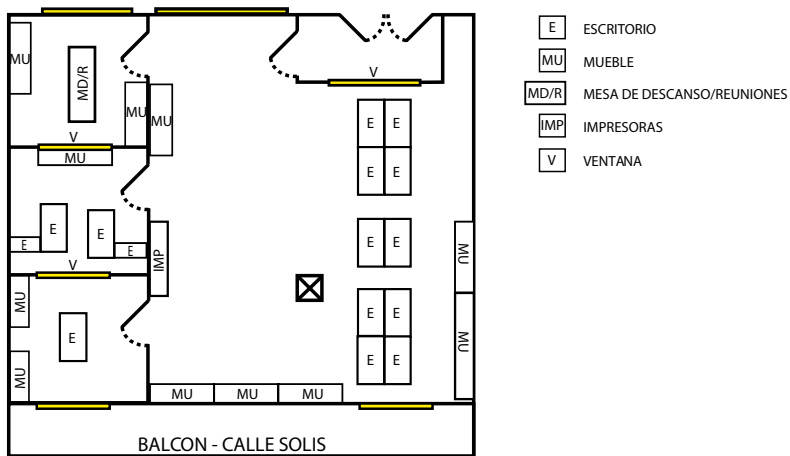 E ESCRITORIO
MU MUEBLE
MD/R MESA DE DESCANSO/REUNIONES
IMP IMPRESORAS
V VENTANA
MU
MD/R
V
MU
MU
V
MU
E E
E E
E
E
E
E
E E
MU
V
IMP
MU
E
MU
E E
E E
MU
MU
MU MU MU
BALCON - CALLE SOLIS